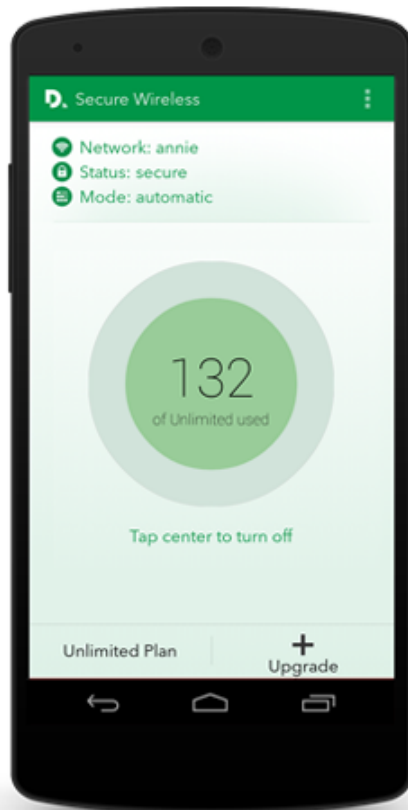 D. Secure Wireless
Network: annie
Status: secure
Mode: automatic
132
of Unlimited used
Tap center to turn off
Unlimited Plan
+
Upgrade